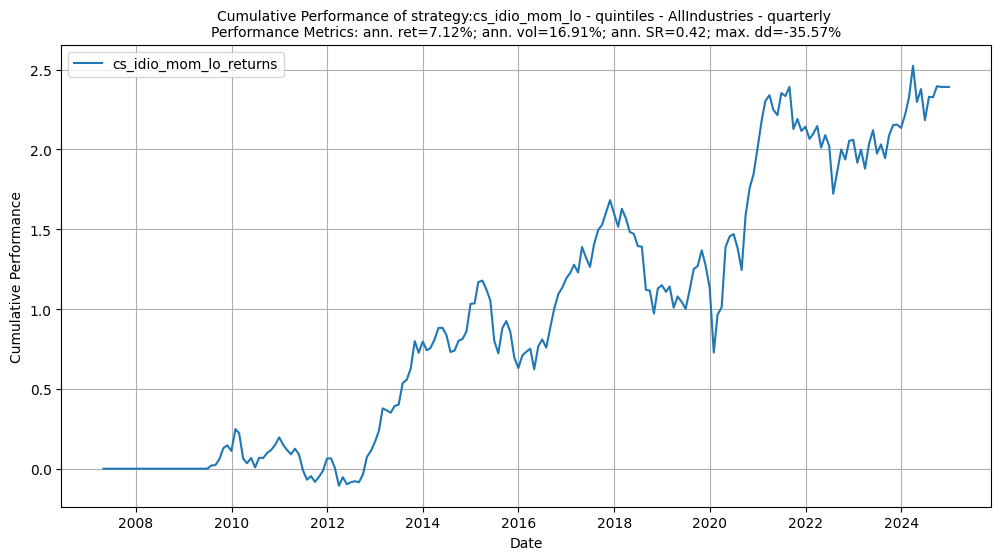 Cumulative Performance of strategy:cs_idio_mom_lo - quintiles - AllIndustries - quarterly
Performance Metrics: ann. ret=7.12%; ann. vol=16.91%; ann. SR=0.42; max. dd=-35.57%
cs_idio_mom_lo_returns
Cumulative Performance
2.5
2.0
1.5
1.0
0.5
0.0
2008 2010 2012 2014 2016 2018 2020 2022 2024
Date